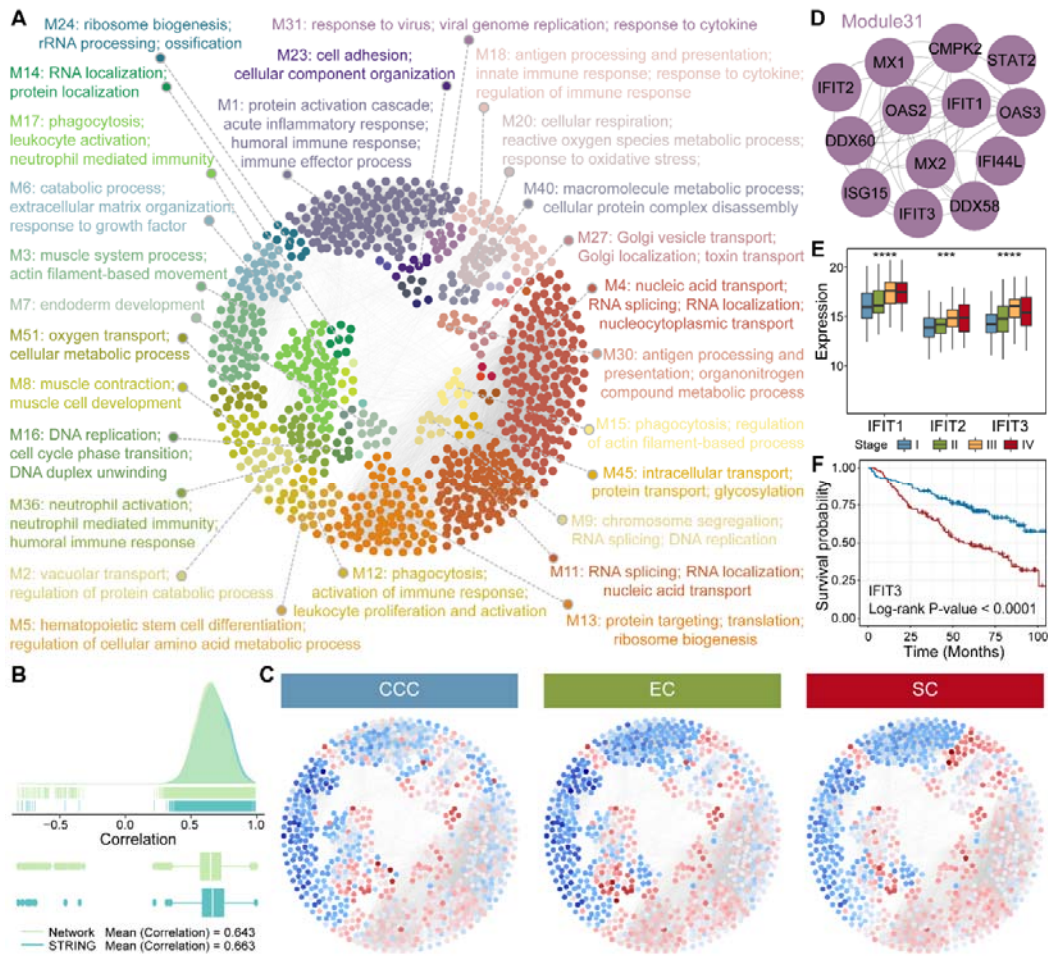 A
M24: ribosome biogenesis;
rRNA processing; ossification
M31: response to virus; viral genome replication; response to cytokine
M14: RNA localization;
protein localization
M23: cell adhesion;
cellular component organization
M18: antigen processing and presentation;
innate immune response; response to cytokine;
regulation of immune response
M17: phagocytosis;
leukocyte activation;
neutrophil mediated immunity
M1: protein activation cascade;
acute inflammatory response;
humoral immune response;
immune effector process
M20: cellular respiration;
reactive oxygen species metabolic process;
response to oxidative stress;
M6: catabolic process;
extracellular matrix organization;
response to growth factor
M40: macromolecule metabolic process;
cellular protein complex disassembly
M3: muscle system process;
actin filament-based movement
M27: Golgi vesicle transport;
Golgi localization; toxin transport
M7: endoderm development
M4: nucleic acid transport;
RNA splicing; RNA localization;
nucleocytoplasmic transport
M51: oxygen transport;
cellular metabolic process
M30: antigen processing and
presentation; organonitrogen
compound metabolic process
M8: muscle contraction;
muscle cell development
M15: phagocytosis; regulation
of actin filament-based process
M16: DNA replication;
cell cycle phase transition;
DNA duplex unwinding
M45: intracellular transport;
protein transport; glycosylation
M36: neutrophil activation;
neutrophil mediated immunity;
humoral immune response
M9: chromosome segregation;
RNA splicing; DNA replication
M2: vacuolar transport;
regulation of protein catabolic process
M12: phagocytosis;
activation of immune response;
leukocyte proliferation and activation
M11: RNA splicing; RNA localization;
nucleic acid transport
M5: hematopoietic stem cell differentiation;
regulation of cellular amino acid metabolic process
M13: protein targeting; translation;
ribosome biogenesis
B
-0.5 0.0 0.5 1.0
Correlation
Network Mean (Correlation) = 0.643
STRING Mean (Correlation) = 0.663
C
CCC EC SC
D
Module31
CMPK2
MX1
STAT2
IFIT2
OAS2
IFIT1
OAS3
DDX60
MX2
IFI44L
ISG15
IFIT3
DDX58
E
**** *** ****
20
15
10
Expression
IFIT1 IFIT2 IFIT3
Stage I II III IV
F
1.00
0.75
0.50
0.25
0.00
Survival probability
IFIT3
Log-rank P-value < 0.0001
0 25 50 75 100
Time (Months)